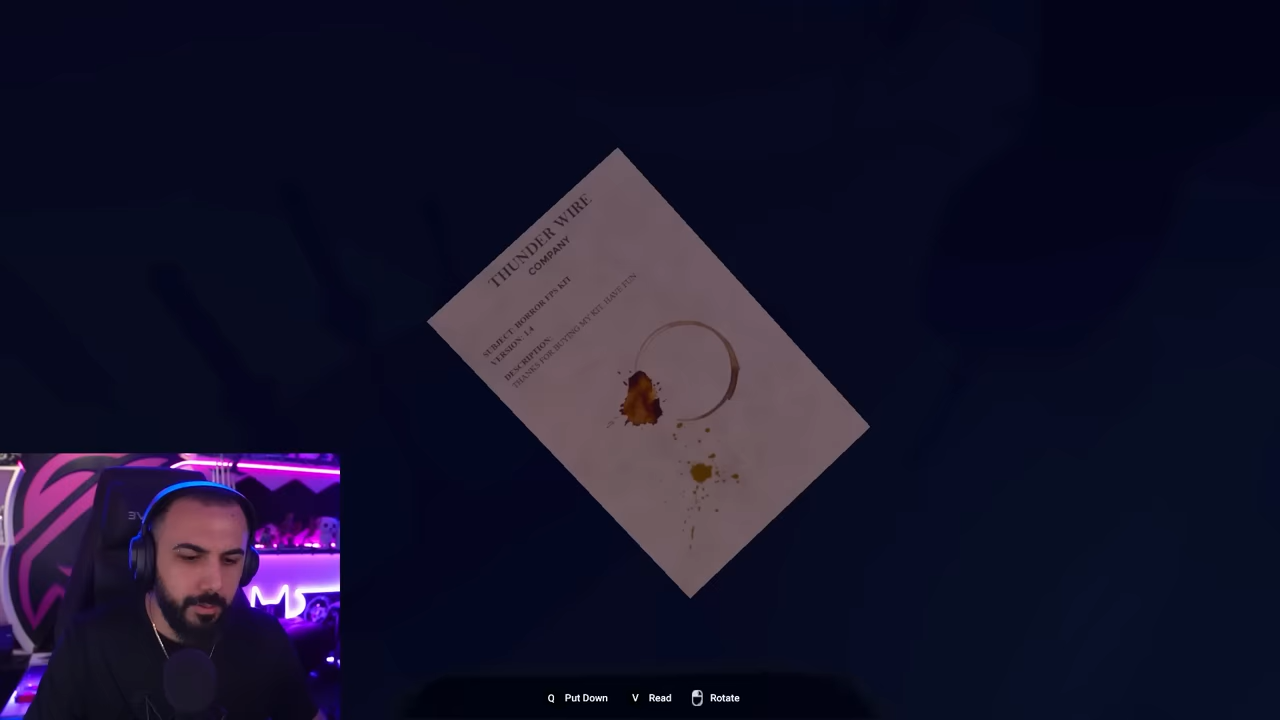 THUNDER WIRE
COMPANY
SUBJECT: HORROR FPS KIT
VERSION: 1.4
DESCRIPTION:
THANKS FOR BUYING MY KIT. HAVE FUN
Q Put Down V Read Rotate